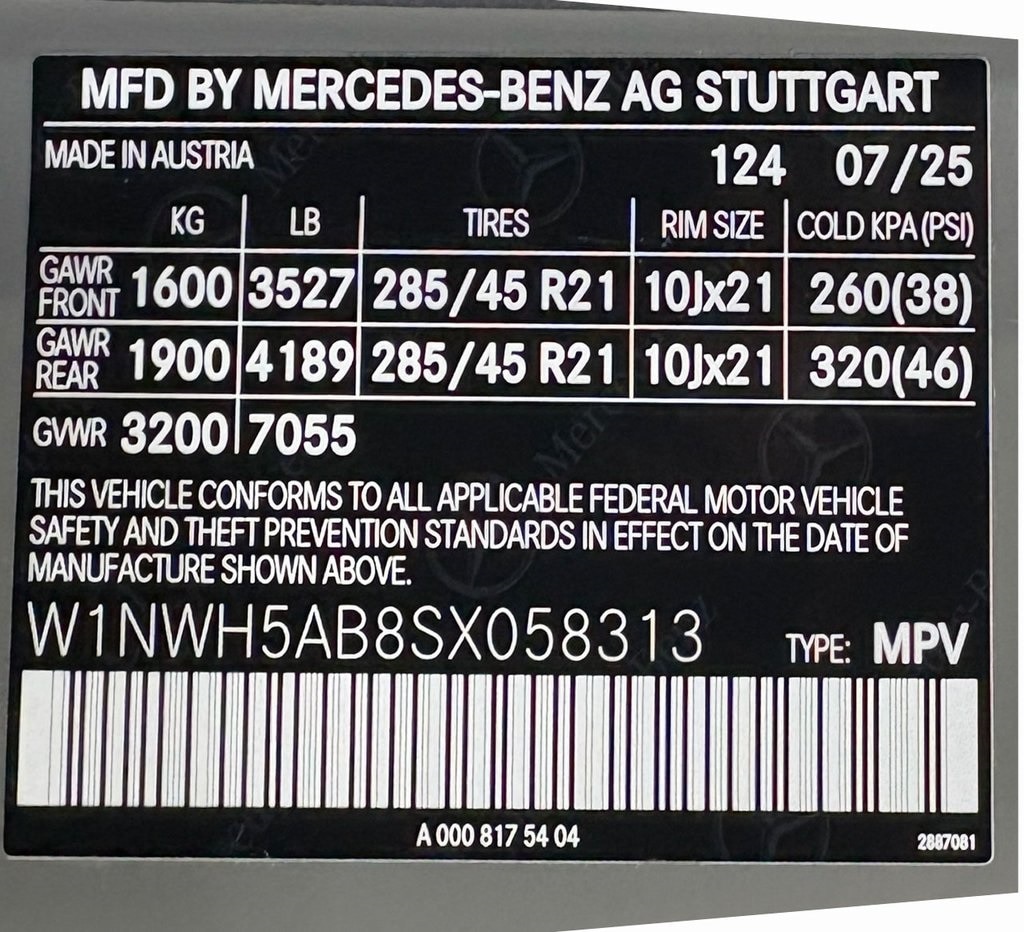 MFD BY MERCEDES-BENZ AG STUTTGART
MADE IN AUSTRIA 124 07/25
KG LB TIRES RIM SIZE COLD KPA (PSI)
GAWR FRONT 1600 3527 285/45 R21 10Jx21 260(38)
GAWR REAR 1900 4189 285/45 R21 10Jx21 320(46)
GVWR 3200 7055
THIS VEHICLE CONFORMS TO ALL APPLICABLE FEDERAL MOTOR VEHICLE
SAFETY AND THEFT PREVENTION STANDARDS IN EFFECT ON THE DATE OF
MANUFACTURE SHOWN ABOVE.
W1NWH5AB8SX058313 TYPE: MPV
A 000 817 54 04 2887081